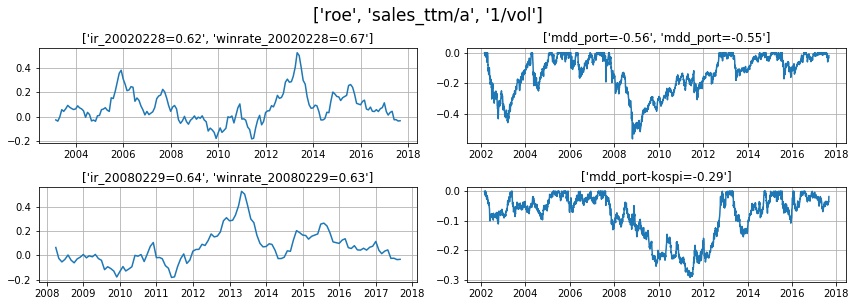 ['roe', 'sales_ttm/a', '1/vol']
['ir_20020228=0.62', 'winrate_20020228=0.67']
0.4
0.2
0.0
−0.2
2004 2006 2008 2010 2012 2014 2016 2018
['mdd_port=-0.56', 'mdd_port=-0.55']
0.0
−0.2
−0.4
2002 2004 2006 2008 2010 2012 2014 2016 2018
['ir_20080229=0.64', 'winrate_20080229=0.63']
0.4
0.2
0.0
−0.2
2008 2009 2010 2011 2012 2013 2014 2015 2016 2017 2018
['mdd_port-kospi=-0.29']
0.0
−0.1
−0.2
−0.3
2002 2004 2006 2008 2010 2012 2014 2016 2018